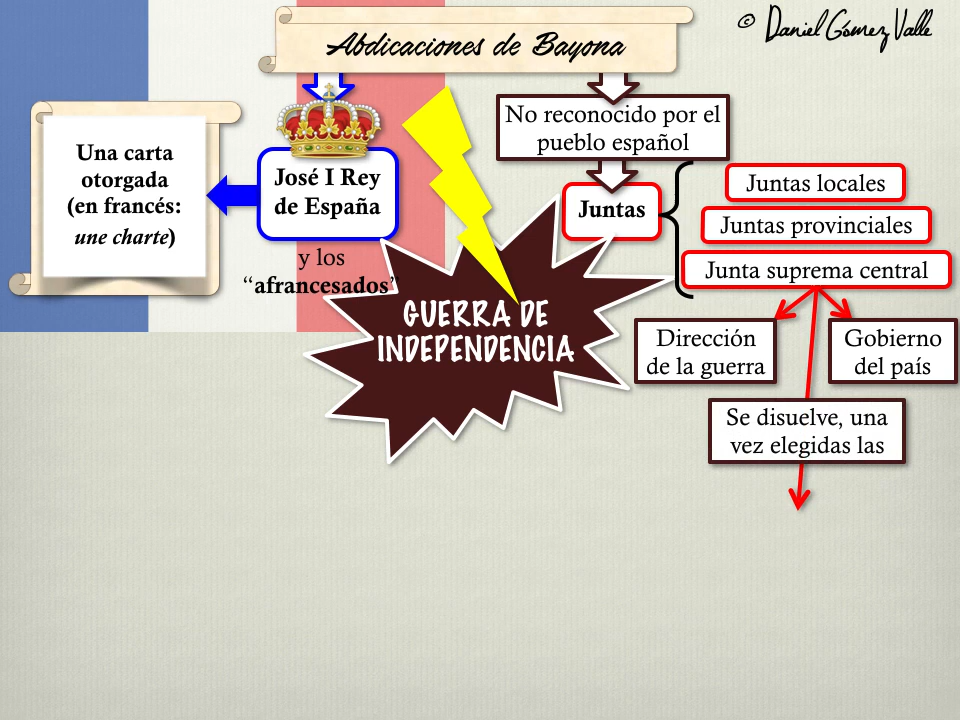 © Daniel Gómez Valle
Abdicaciones de Bayona
No reconocido por el
pueblo español
Una carta
otorgada
(en francés:
une charte)
José I Rey
de España
y los
“afrancesados”
Juntas
Juntas locales
Juntas provinciales
Junta suprema central
GUERRA DE
INDEPENDENCIA
Dirección
de la guerra
Gobierno
del país
Se disuelve, una
vez elegidas las